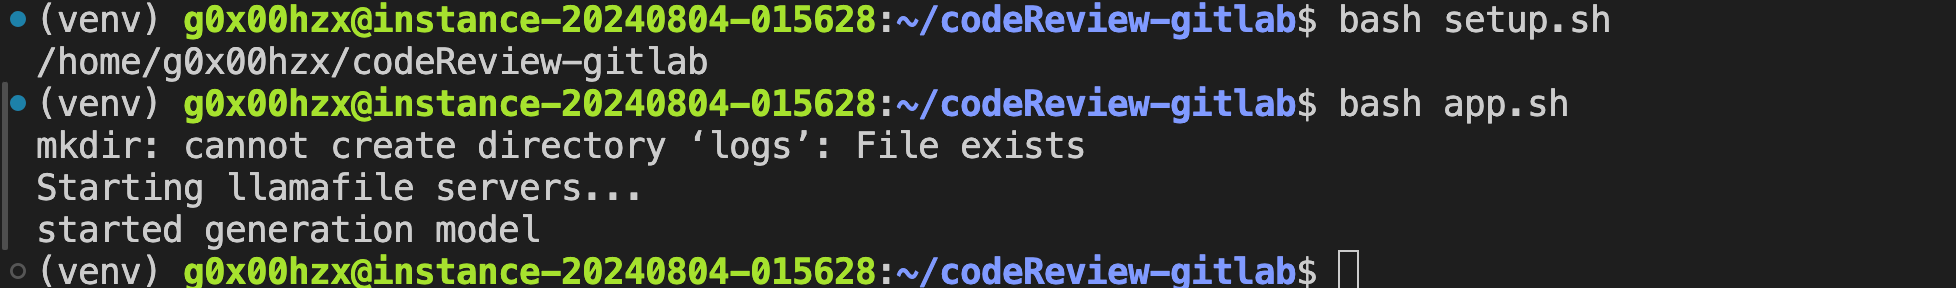 (venv) g0x00hzx@instance-20240804-015628:~/codeReview-gitlab$ bash setup.sh
/home/g0x00hzx/codeReview-gitlab
(venv) g0x00hzx@instance-20240804-015628:~/codeReview-gitlab$ bash app.sh
mkdir: cannot create directory ‘logs’: File exists
Starting llamafile servers...
started generation model
(venv) g0x00hzx@instance-20240804-015628:~/codeReview-gitlab$